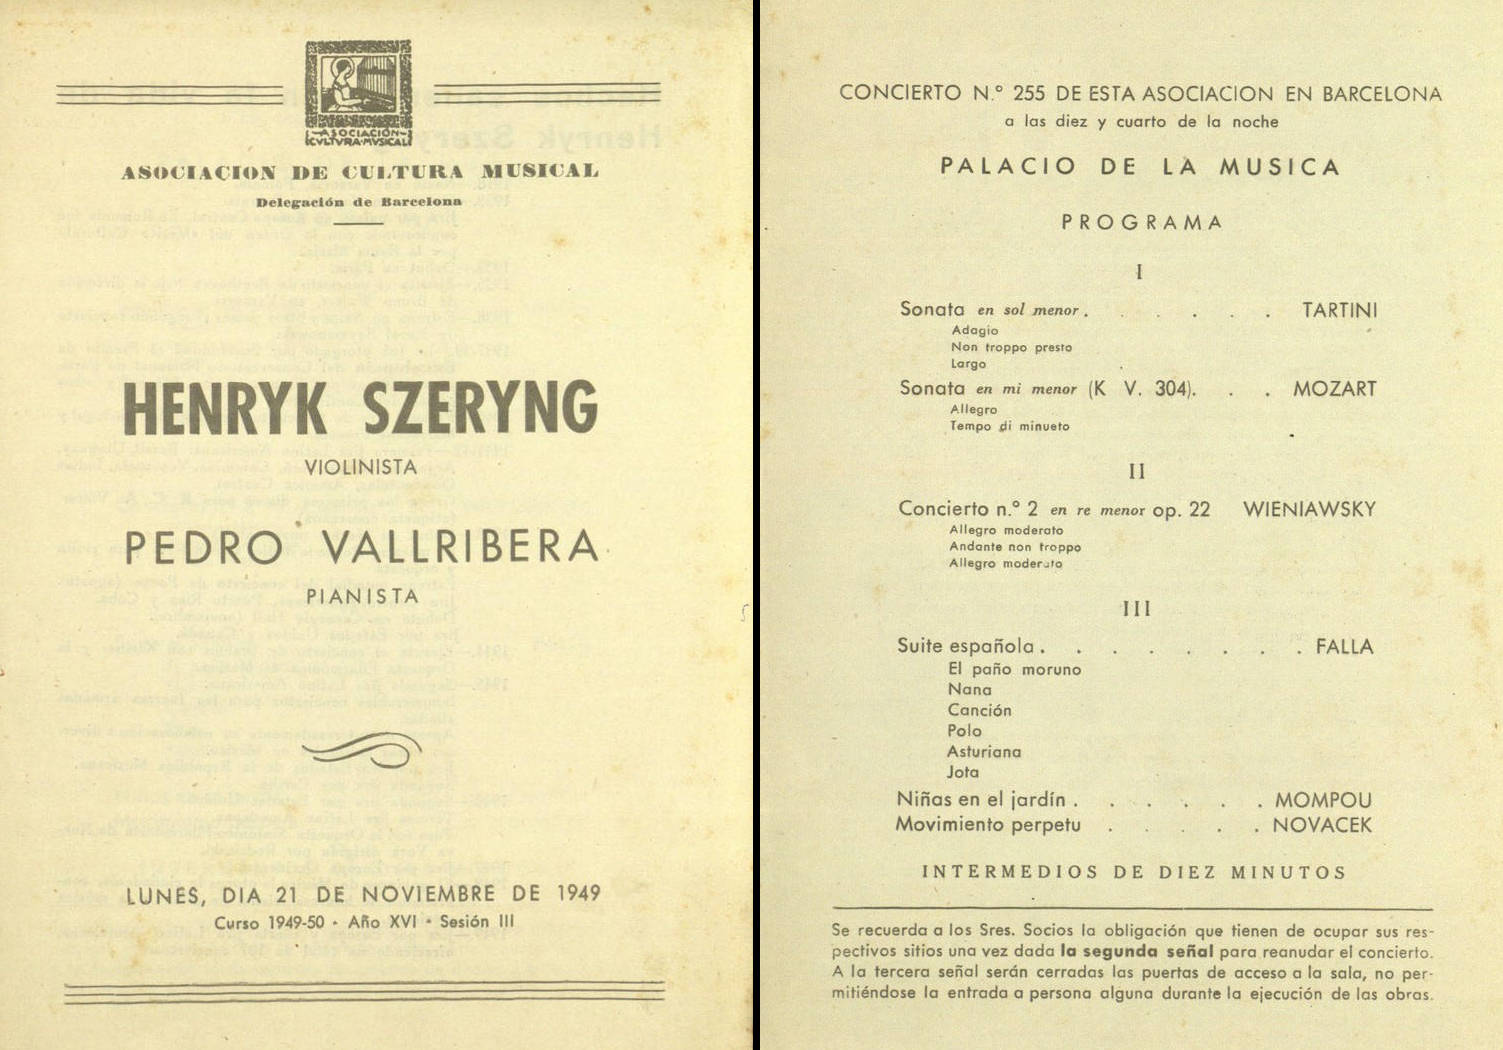 ASOCIACIÓN
CVLTVRA·MVSICAL
ASOCIACION DE CULTURA MUSICAL
Delegación de Barcelona
HENRYK SZERYNG
VIOLINISTA
PEDRO VALLRIBERA
PIANISTA
LUNES, DIA 21 DE NOVIEMBRE DE 1949
Curso 1949-50 · Año XVI · Sesión III
CONCIERTO N.º 255 DE ESTA ASOCIACION EN BARCELONA
a las diez y cuarto de la noche
PALACIO DE LA MUSICA
PROGRAMA
I
Sonata en sol menor . . . . . . TARTINI
Adagio
Non troppo presto
Largo
Sonata en mi menor (K V. 304). . . MOZART
Allegro
Tempo di minueto
II
Concierto n.º 2 en re menor op. 22 WIENIAWSKY
Allegro moderato
Andante non troppo
Allegro moderato
III
Suite española . . . . . . . . FALLA
El paño moruno
Nana
Canción
Polo
Asturiana
Jota
Niñas en el jardín . . . . . . MOMPOU
Movimiento perpetu . . . . . NOVACEK
INTERMEDIOS DE DIEZ MINUTOS
Se recuerda a los Sres. Socios la obligación que tienen de ocupar sus res-
pectivos sitios una vez dada la segunda señal para reanudar el concierto.
A la tercera señal serán cerradas las puertas de acceso a la sala, no per-
mitiéndose la entrada a persona alguna durante la ejecución de las obras.